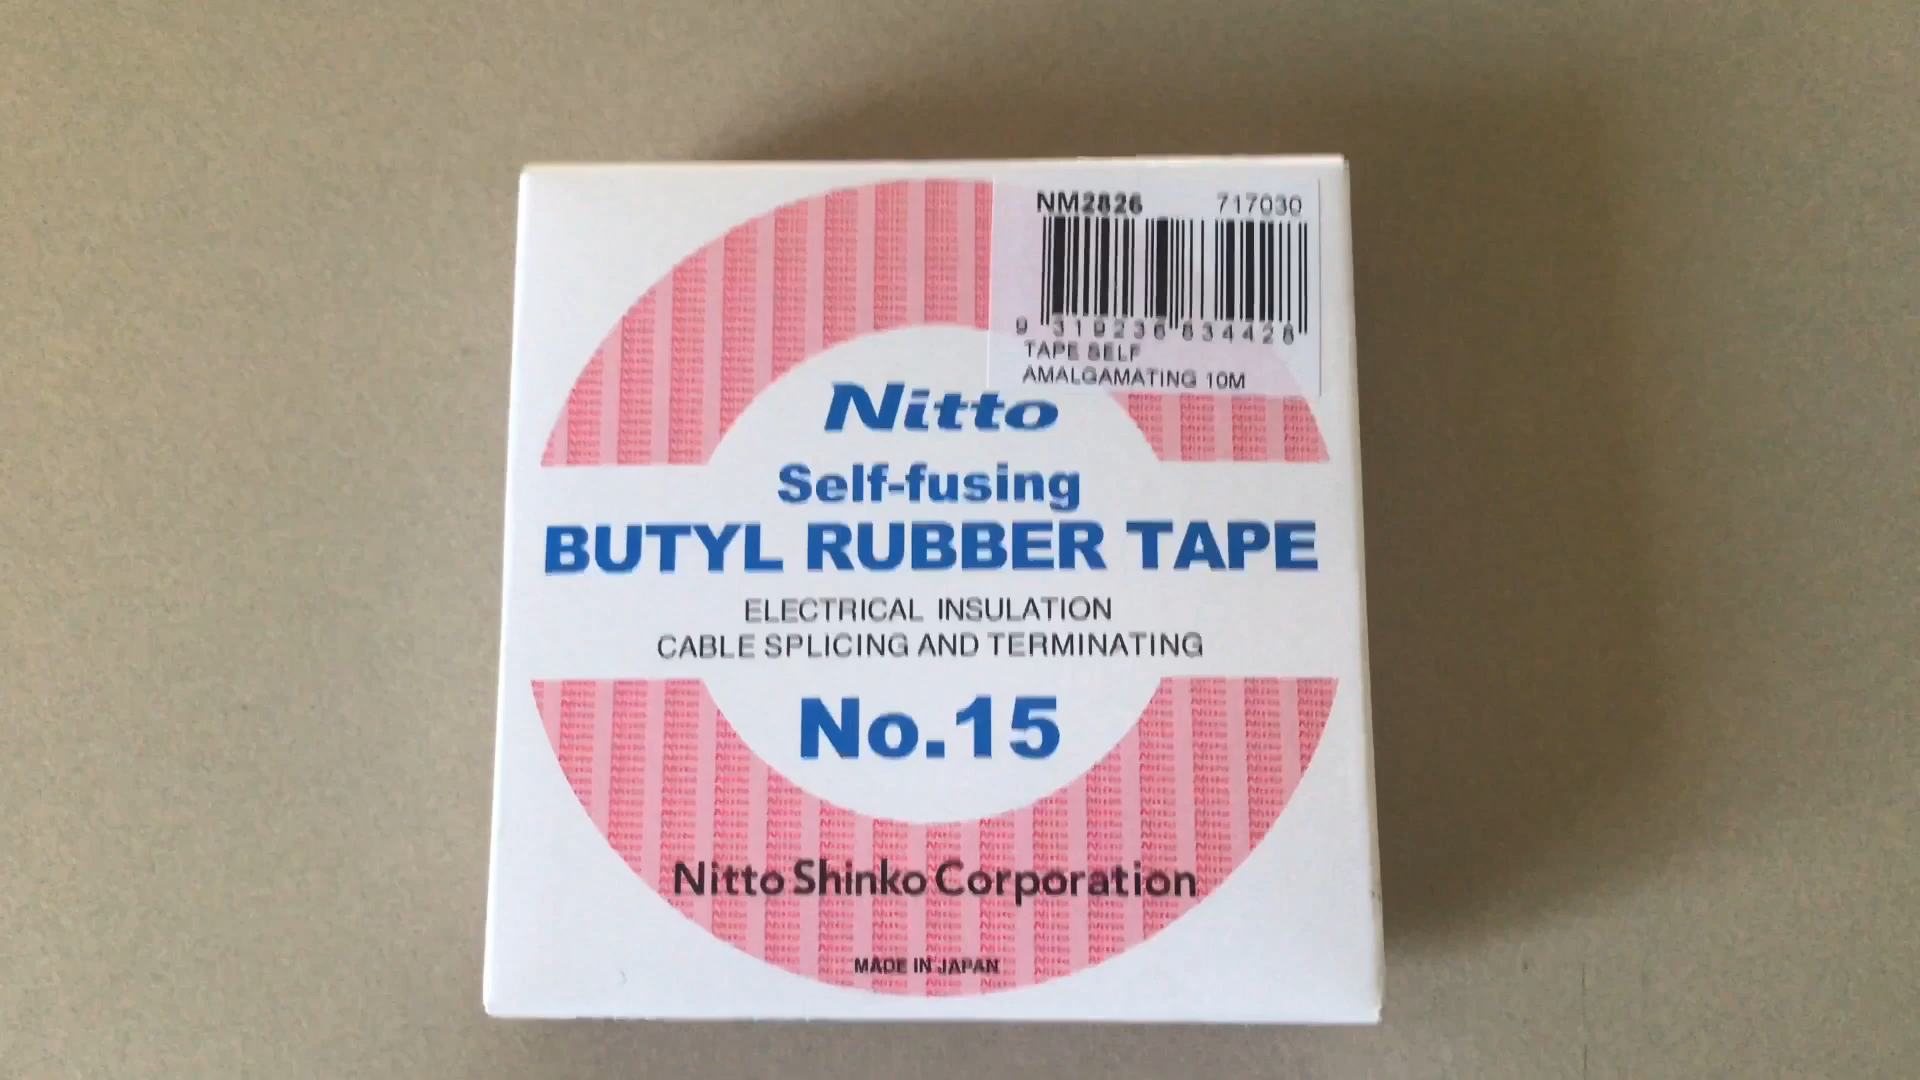 NM2826 717030
9 319236 834428
TAPE SELF
AMALGAMATING 10M
Nitto
Self-fusing
BUTYL RUBBER TAPE
ELECTRICAL INSULATION
CABLE SPLICING AND TERMINATING
No.15
Nitto Shinko Corporation
MADE IN JAPAN